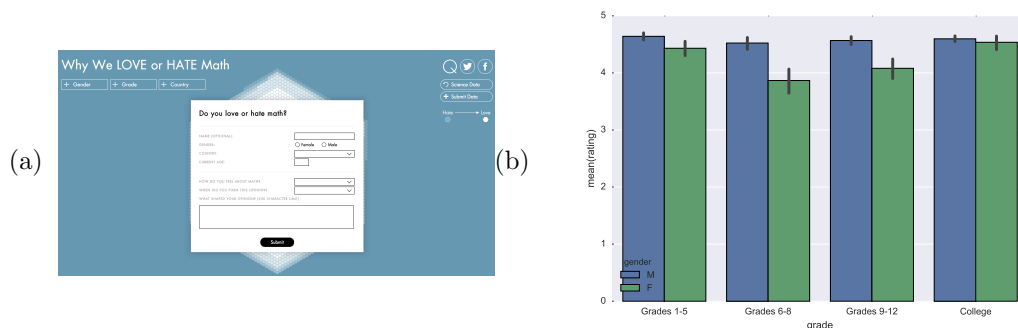 (a)
Why We LOVE or HATE Math
+ Gender
+ Grade
+ Country
Science Data
+ Submit Data
Hate
Love
Do you love or hate math?
NAME (OPTIONAL):
GENDER:
Female
Male
COUNTRY:
CURRENT AGE:
HOW DO YOU FEEL ABOUT MATH?
WHEN DID YOU FORM THIS OPINION?
WHAT SHAPED YOUR OPINION? (200 CHARACTER LIMIT)
Submit
(b)
5
4
3
2
1
0
mean(rating)
gender
M
F
Grades 1-5
Grades 6-8
Grades 9-12
College
grade